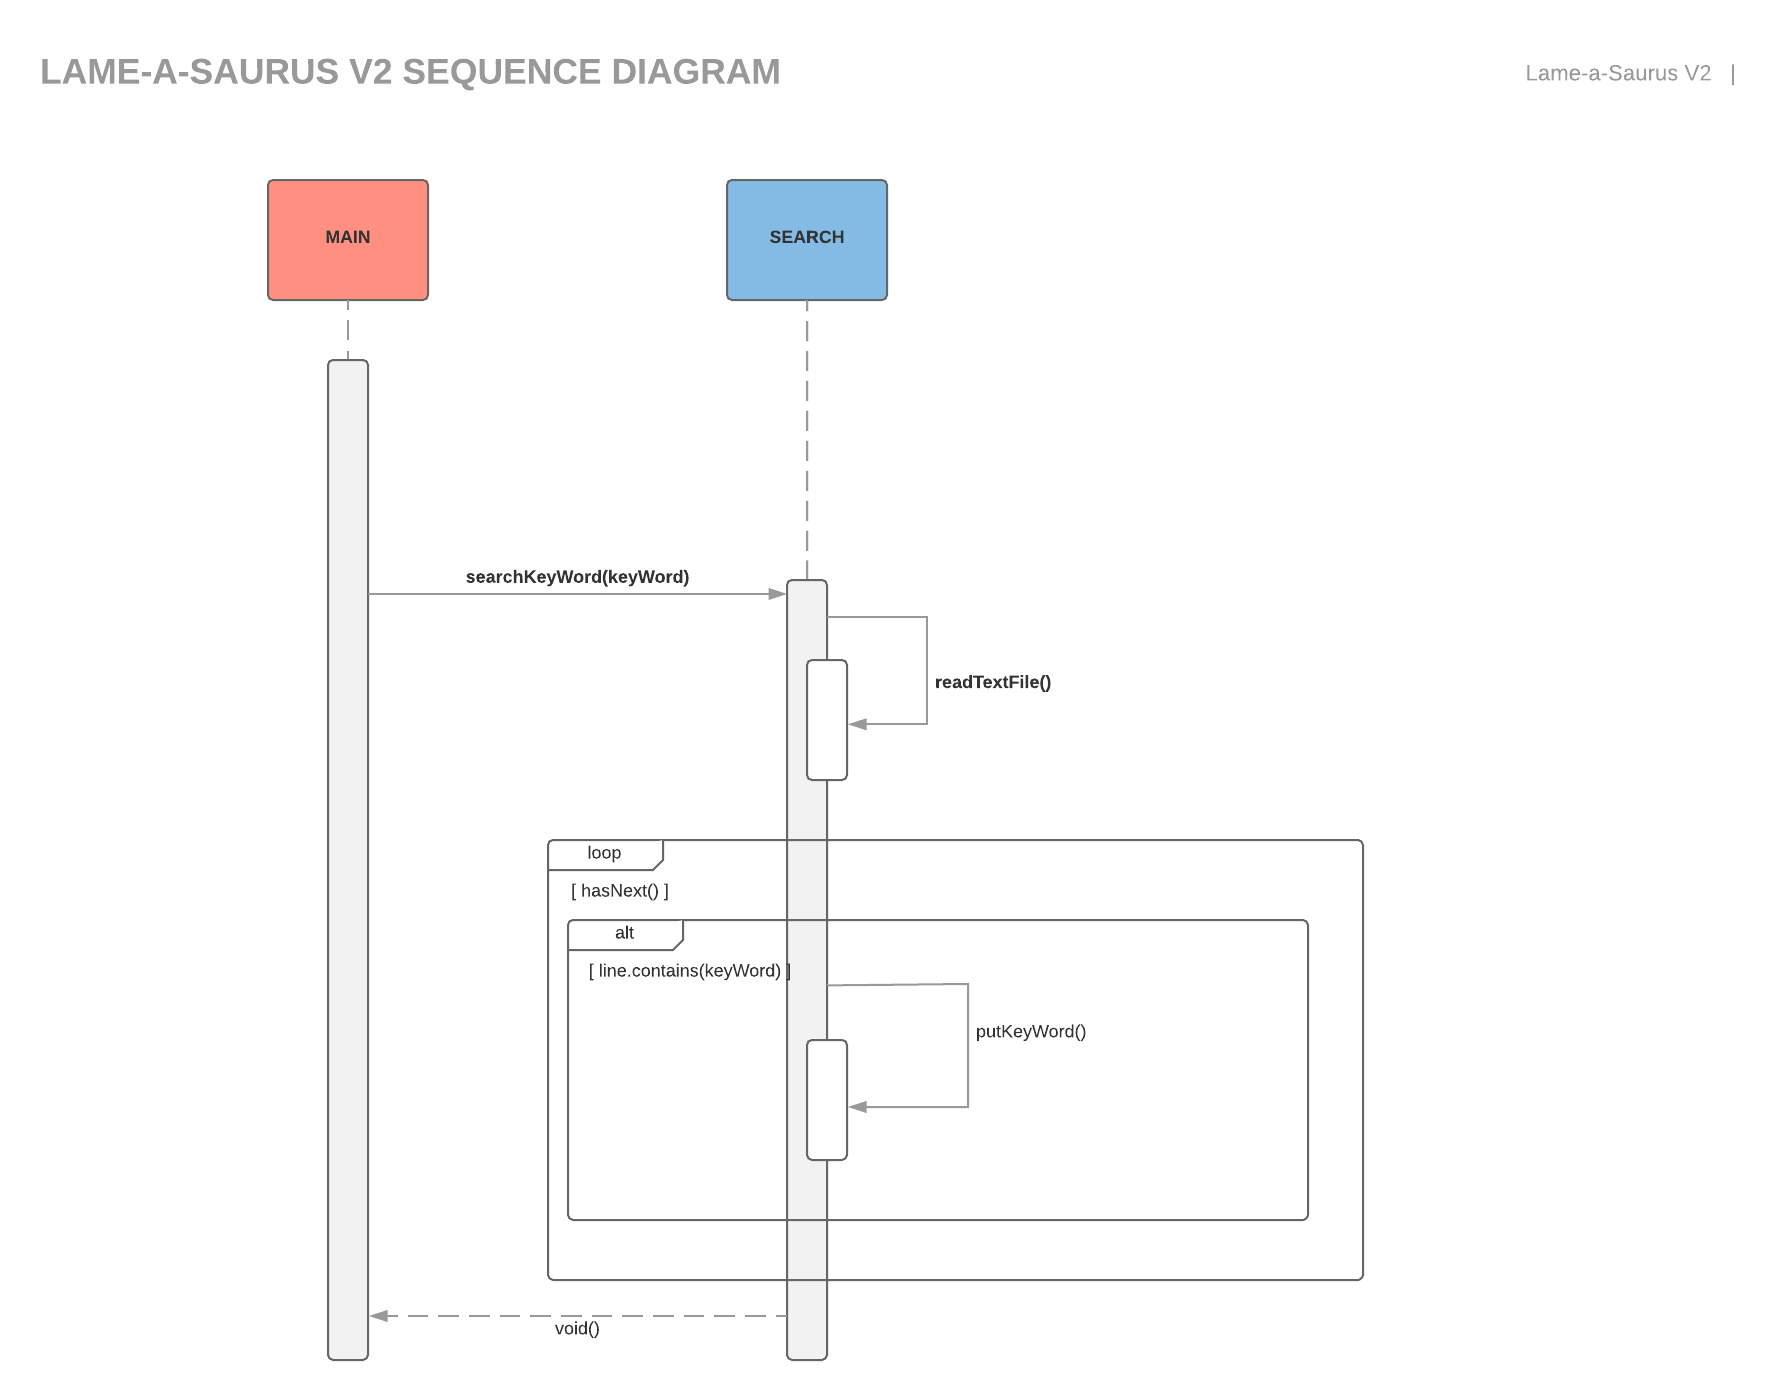 LAME-A-SAURUS V2 SEQUENCE DIAGRAM
Lame-a-Saurus V2 |
MAIN
SEARCH
searchKeyWord(keyWord)
readTextFile()
loop
[ hasNext() ]
alt
[ line.contains(keyWord) ]
putKeyWord()
void()